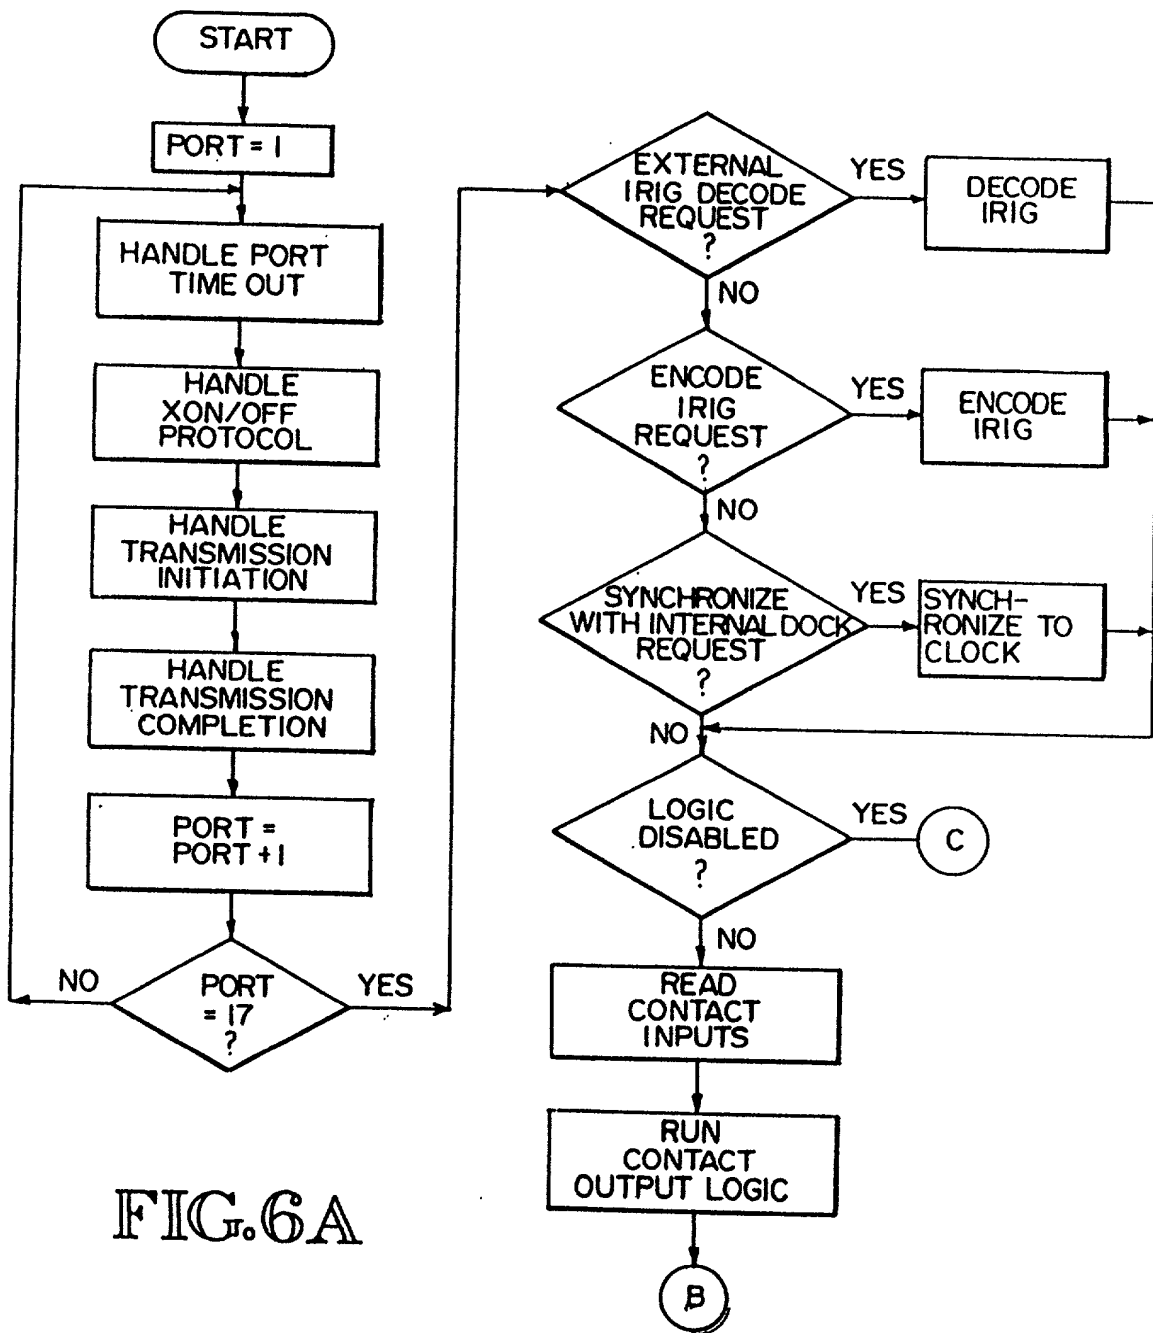 START
PORT = 1
HANDLE PORT
TIME OUT
HANDLE
XON/OFF
PROTOCOL
HANDLE
TRANSMISSION
INITIATION
HANDLE
TRANSMISSION
COMPLETION
PORT =
PORT +1
PORT
= 17
?
NO
YES
EXTERNAL
IRIG DECODE
REQUEST
?
YES
DECODE
IRIG
NO
ENCODE
IRIG
REQUEST
?
YES
ENCODE
IRIG
NO
SYNCHRONIZE
WITH INTERNAL DOCK
REQUEST
?
YES
SYNCH-
RONIZE TO
CLOCK
NO
LOGIC
DISABLED
?
YES
C
NO
READ
CONTACT
INPUTS
RUN
CONTACT
OUTPUT LOGIC
B
FIG.6A